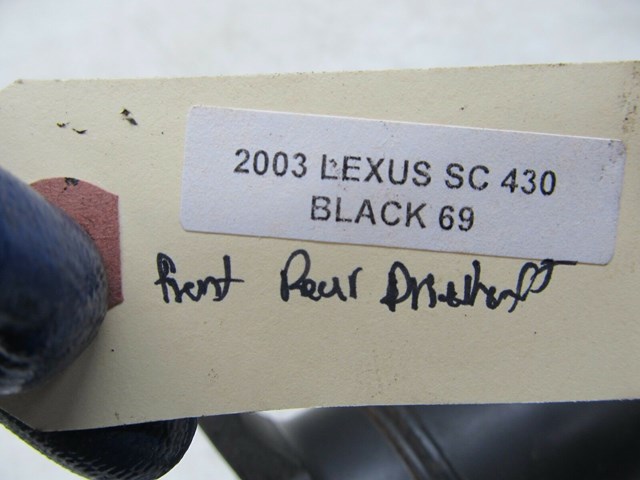 2003 LEXUS SC 430
BLACK 69
front Rear Driveshaft